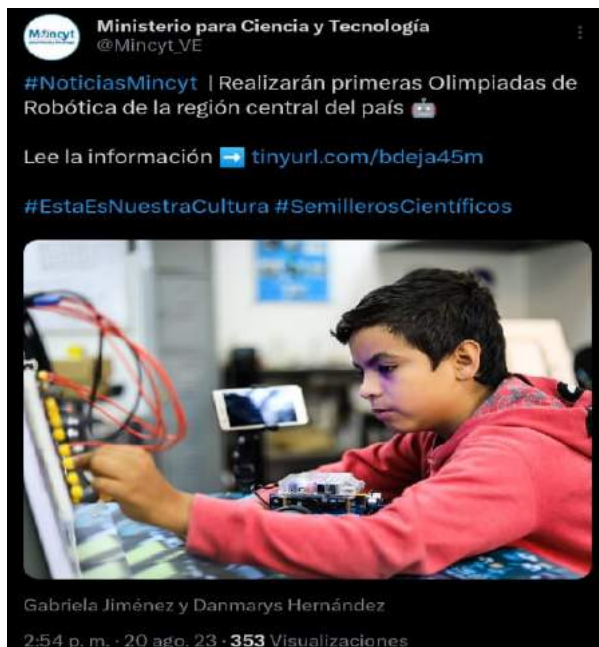 Mincyt
Ministerio para Ciencia y Tecnología
@Mincyt_VE
#NoticiasMincyt | Realizarán primeras Olimpiadas de
Robótica de la región central del país 🤖
Lee la información ➡️ tinyurl.com/bdeja45m
#EstaEsNuestraCultura #SemillerosCientíficos
Gabriela Jiménez y Danmarys Hernández
2:54 p. m. · 20 ago. 23 · 353 Visualizaciones